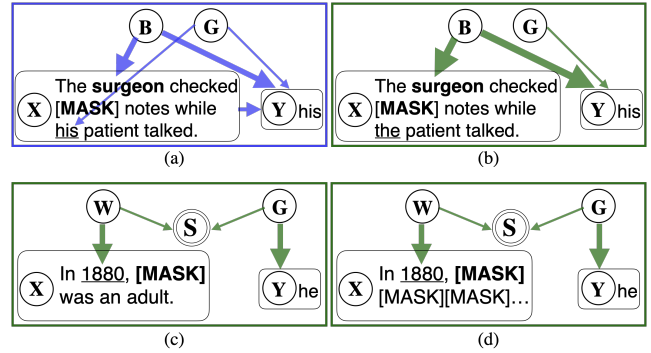 B G
X The surgeon checked
[MASK] notes while
his patient talked.
Y his
(a)
B G
X The surgeon checked
[MASK] notes while
the patient talked.
Y his
(b)
W S G
X In 1880, [MASK]
was an adult.
Y he
(c)
W S G
X In 1880, [MASK]
[MASK][MASK]...
Y he
(d)